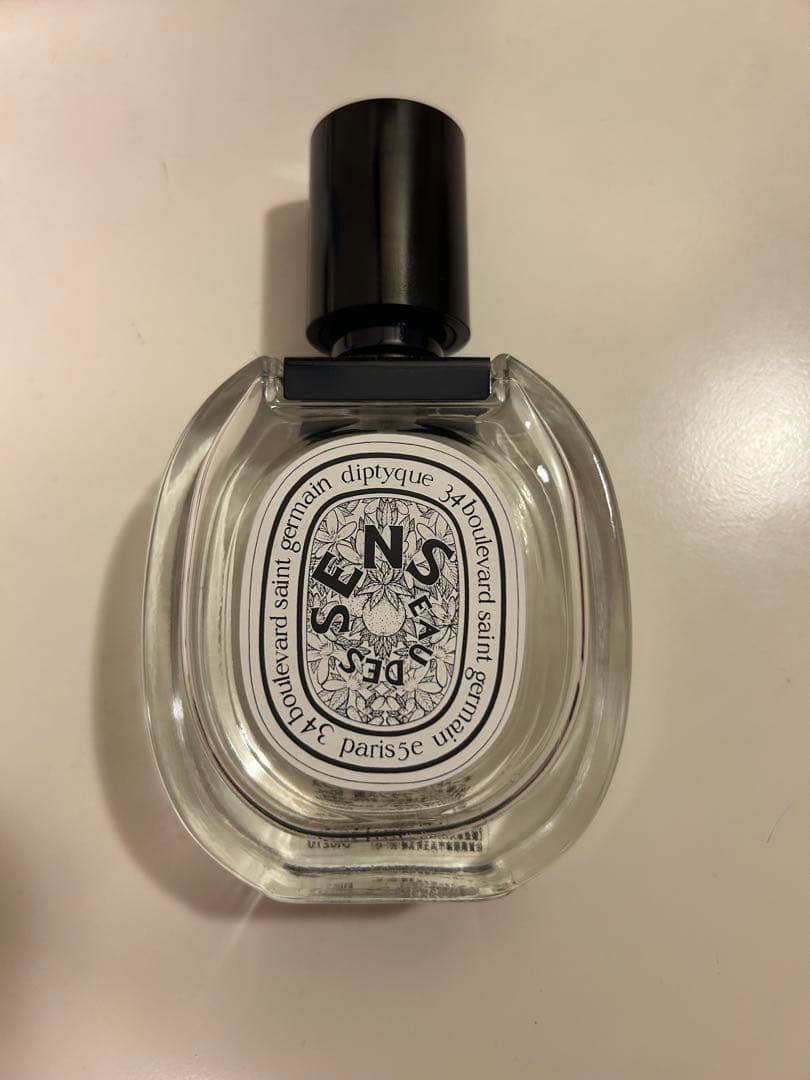 diptyque 34 boulevard saint germain
paris 5e
34 boulevard saint germain
EAU DES
SENS